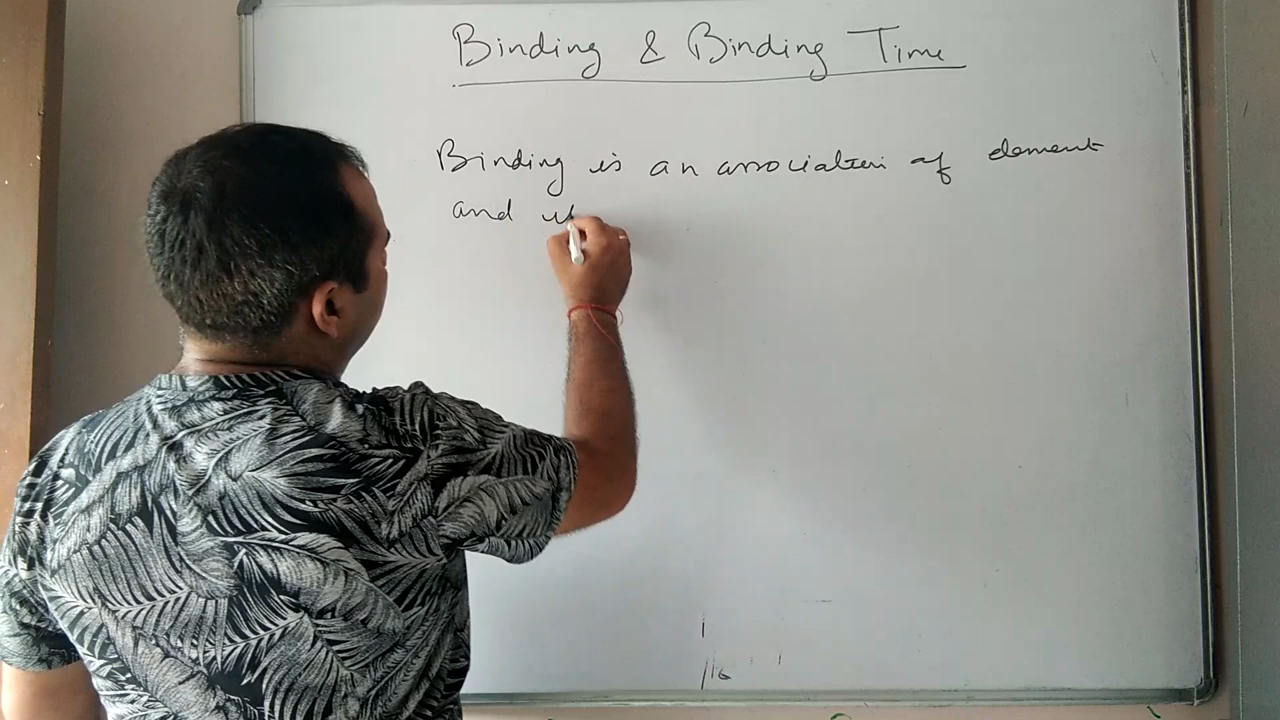 Binding & Binding Time
Binding is an association of element
and